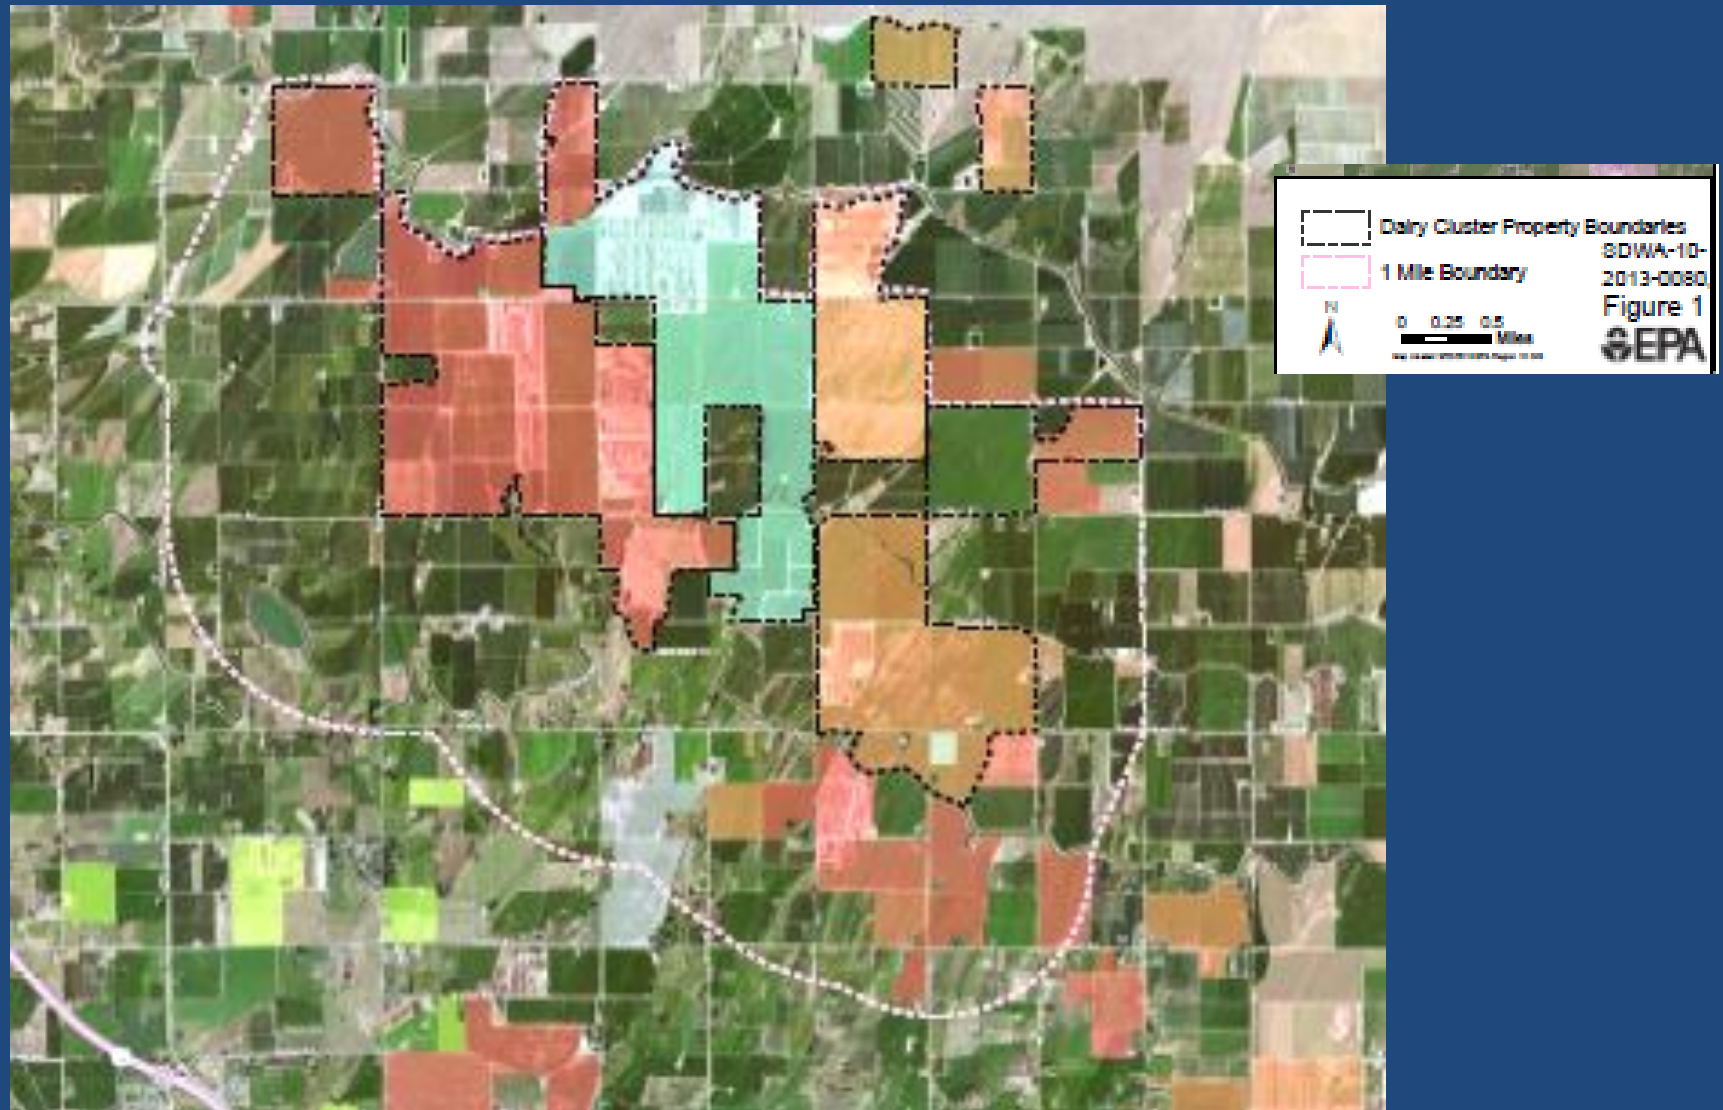 Dairy Cluster Property Boundaries
SDWA-10-
1 Mile Boundary
2013-0080,
Figure 1
N
0 0.25 0.5
Miles
EPA